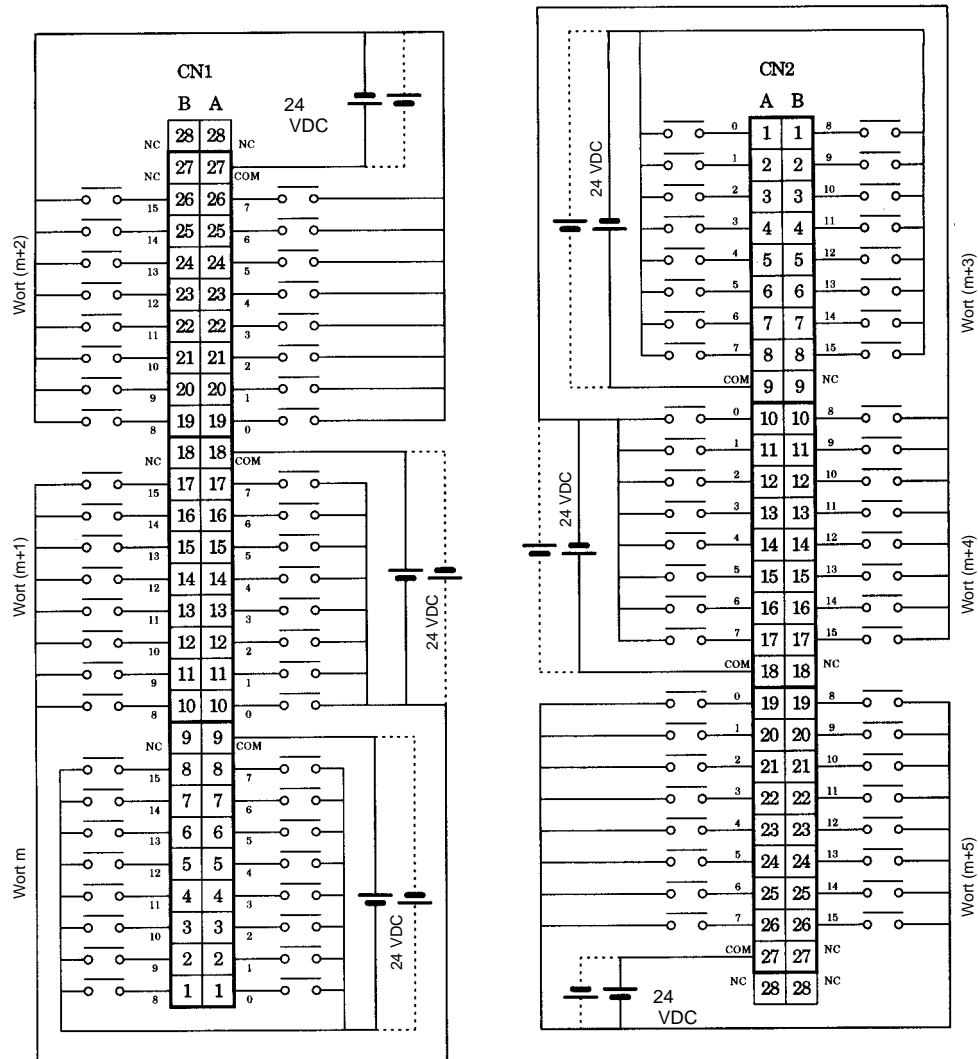 CN1
B A
24
VDC
NC 28 28 NC
NC 27 27 COM
15 26 26 7
14 25 25 6
13 24 24 5
12 23 23 4
11 22 22 3
10 21 21 2
9 20 20 1
8 19 19 0
Wort (m+2)
NC 18 18 COM
15 17 17 7
14 16 16 6
13 15 15 5
12 14 14 4
11 13 13 3
10 12 12 2
9 11 11 1
8 10 10 0
Wort (m+1)
24 VDC
NC 9 9 COM
15 8 8 7
14 7 7 6
13 6 6 5
12 5 5 4
11 4 4 3
10 3 3 2
9 2 2 1
8 1 1 0
Wort m
24 VDC
CN2
A B
0 1 1 8
1 2 2 9
2 3 3 10
3 4 4 11
4 5 5 12
5 6 6 13
6 7 7 14
7 8 8 15
COM 9 9 NC
24 VDC
Wort (m+3)
0 10 10 8
1 11 11 9
2 12 12 10
3 13 13 11
4 14 14 12
5 15 15 13
6 16 16 14
7 17 17 15
COM 18 18 NC
24 VDC
Wort (m+4)
0 19 19 8
1 20 20 9
2 21 21 10
3 22 22 11
4 23 23 12
5 24 24 13
6 25 25 14
7 26 26 15
COM 27 27 NC
NC 28 28 NC
Wort (m+5)
24
VDC